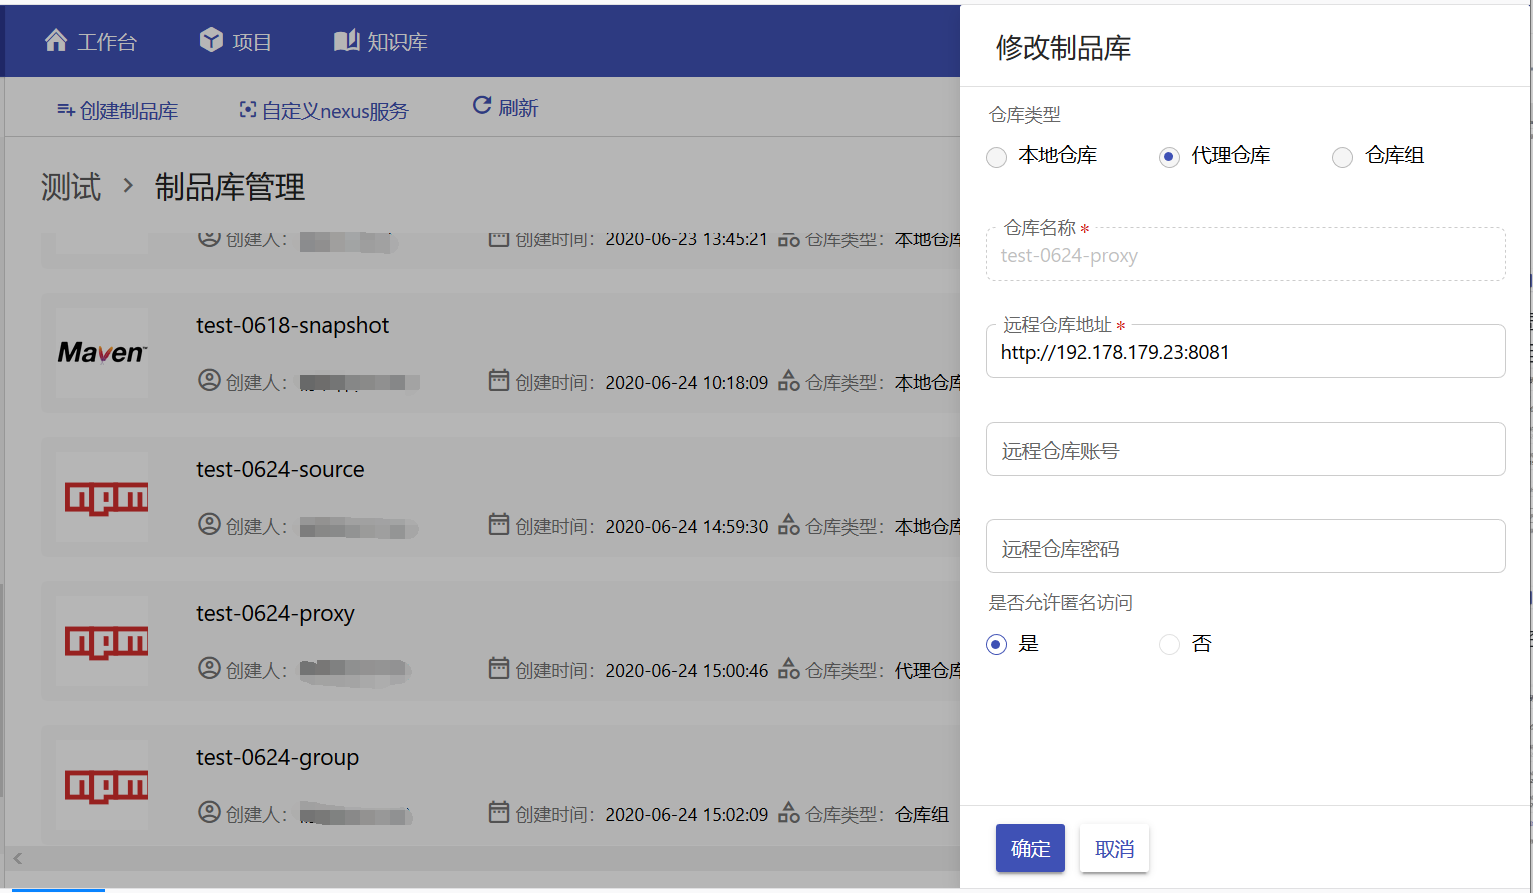 工作台 项目 知识库
创建制品库 自定义nexus服务 刷新
测试 > 制品库管理
创建人： 创建时间：2020-06-23 13:45:21 仓库类型：本地仓库
Maven test-0618-snapshot
创建人： 创建时间：2020-06-24 10:18:09 仓库类型：本地仓库
npm test-0624-source
创建人： 创建时间：2020-06-24 14:59:30 仓库类型：本地仓库
npm test-0624-proxy
创建人： 创建时间：2020-06-24 15:00:46 仓库类型：代理仓库
npm test-0624-group
创建人： 创建时间：2020-06-24 15:02:09 仓库类型：仓库组
修改制品库
仓库类型
本地仓库 代理仓库 仓库组
仓库名称 *
test-0624-proxy
远程仓库地址 *
http://192.178.179.23:8081
远程仓库账号
远程仓库密码
是否允许匿名访问
是 否
确定 取消